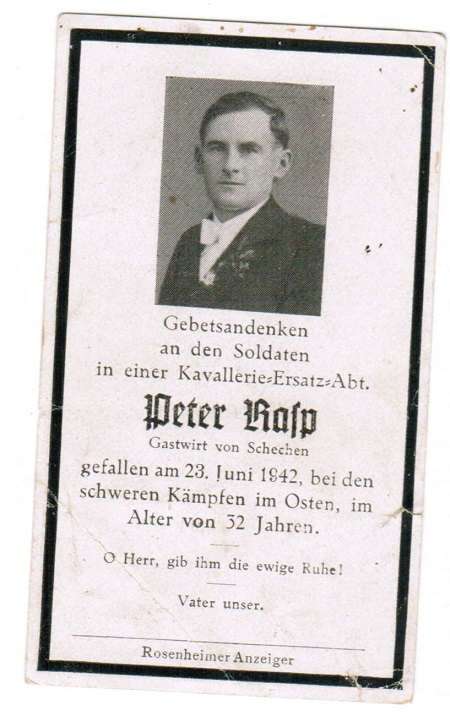 Gebetsandenken
an den Soldaten
in einer Kavallerie=Ersatz=Abt.
Peter Rasp
Gastwirt von Schechen
gefallen am 23. Juni 1942, bei den
schweren Kämpfen im Osten, im
Alter von 32 Jahren.
O Herr, gib ihm die ewige Ruhe!
Vater unser.
Rosenheimer Anzeiger